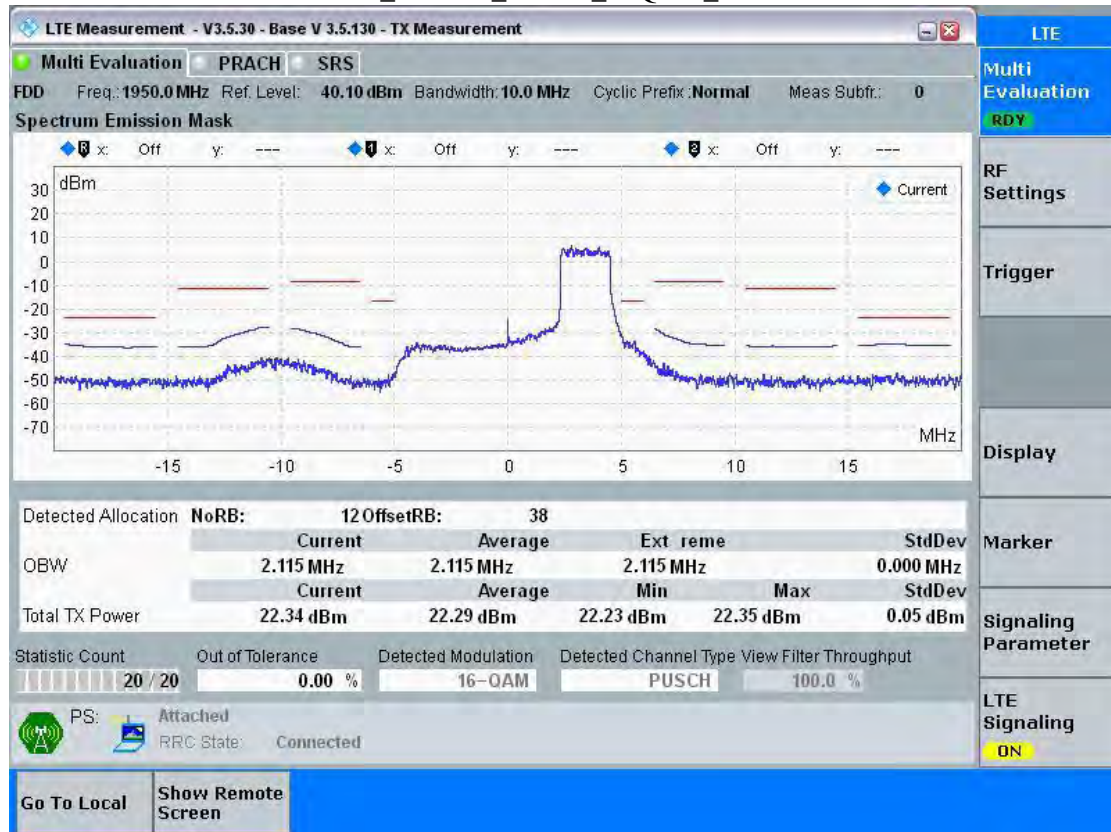 LTE Measurement - V3.5.30 - Base V 3.5.130 - TX Measurement
LTE
Multi Evaluation PRACH SRS
Multi
Evaluation
RDY
FDD Freq.: 1950.0 MHz Ref. Level: 40.10 dBm Bandwidth: 10.0 MHz Cyclic Prefix : Normal Meas Subfr.: 0
Spectrum Emission Mask
R x: Off y: --- 1 x: Off y: --- 2 x: Off y: ---
dBm
Current
30
20
10
0
-10
-20
-30
-40
-50
-60
-70
MHz
-15 -10 -5 0 5 10 15
RF
Settings
Trigger
Display
Marker
Signaling
Parameter
LTE
Signaling
ON
Detected Allocation NoRB: 12 OffsetRB: 38
Current Average Ext reme StdDev
OBW 2.115 MHz 2.115 MHz 2.115 MHz 0.000 MHz
Current Average Min Max StdDev
Total TX Power 22.34 dBm 22.29 dBm 22.23 dBm 22.35 dBm 0.05 dBm
Statistic Count Out of Tolerance Detected Modulation Detected Channel Type View Filter Throughput
20 / 20 0.00 % 16-QAM PUSCH 100.0 %
PS: Attached
RRC State: Connected
Go To Local
Show Remote
Screen